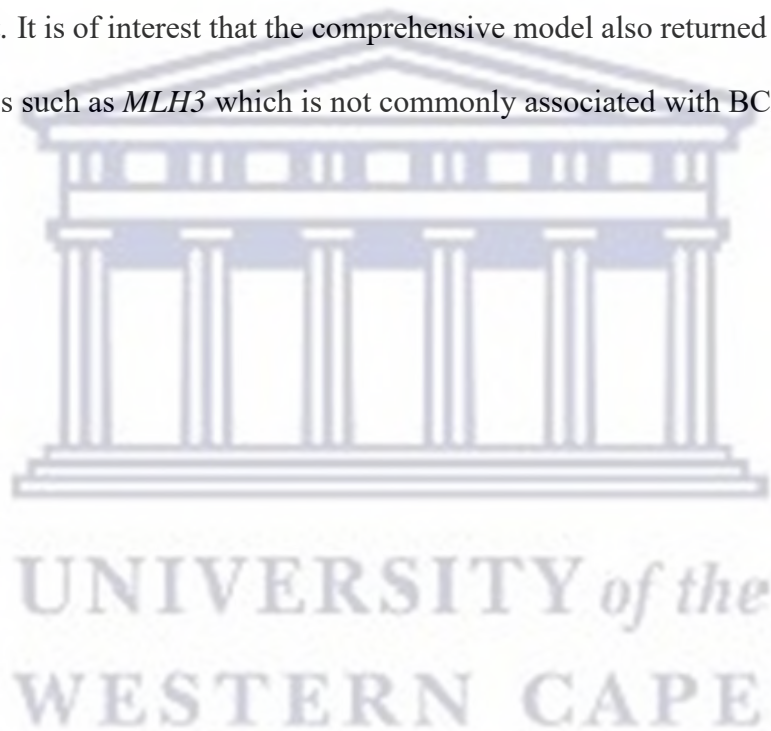 . It is of interest that the comprehensive model also returned
s such as MLH3 which is not commonly associated with BC
UNIVERSITY of the
WESTERN CAPE